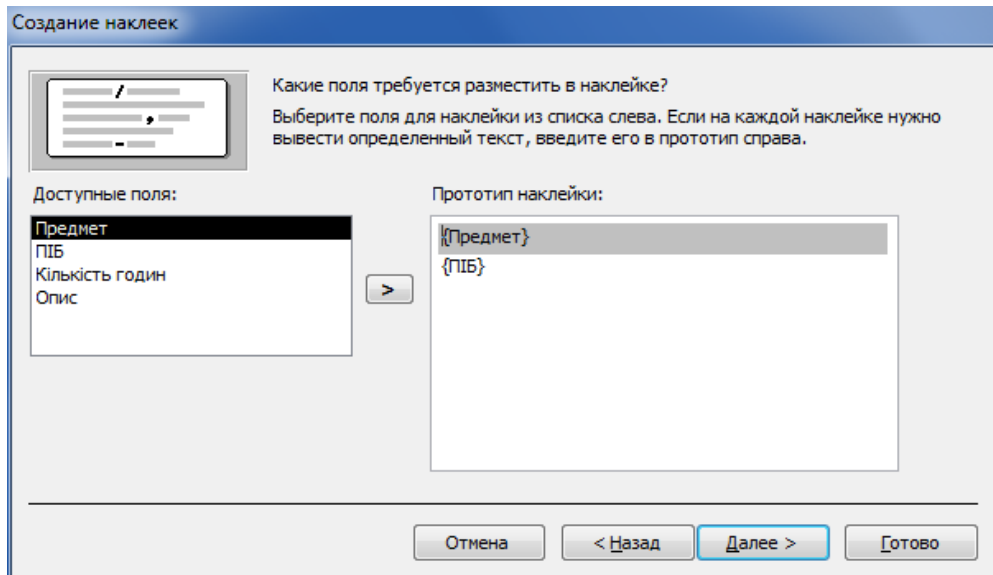 Создание наклеек
Какие поля требуется разместить в наклейке?
Выберите поля для наклейки из списка слева. Если на каждой наклейке нужно
вывести определенный текст, введите его в прототип справа.
Доступные поля:
Предмет
ПІБ
Кількість годин
Опис
>
Прототип наклейки:
{Предмет}
{ПІБ}
Отмена
< Назад
Далее >
Готово